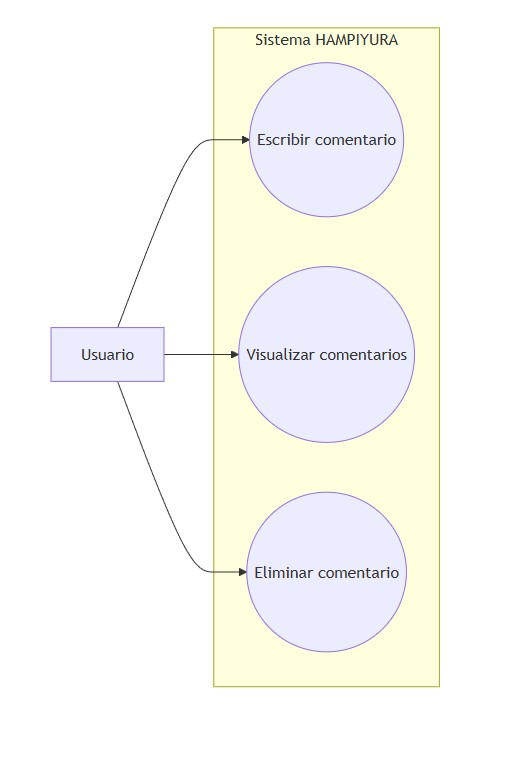 Sistema HAMPIYURA
Escribir comentario
Usuario
Visualizar comentarios
Eliminar comentario